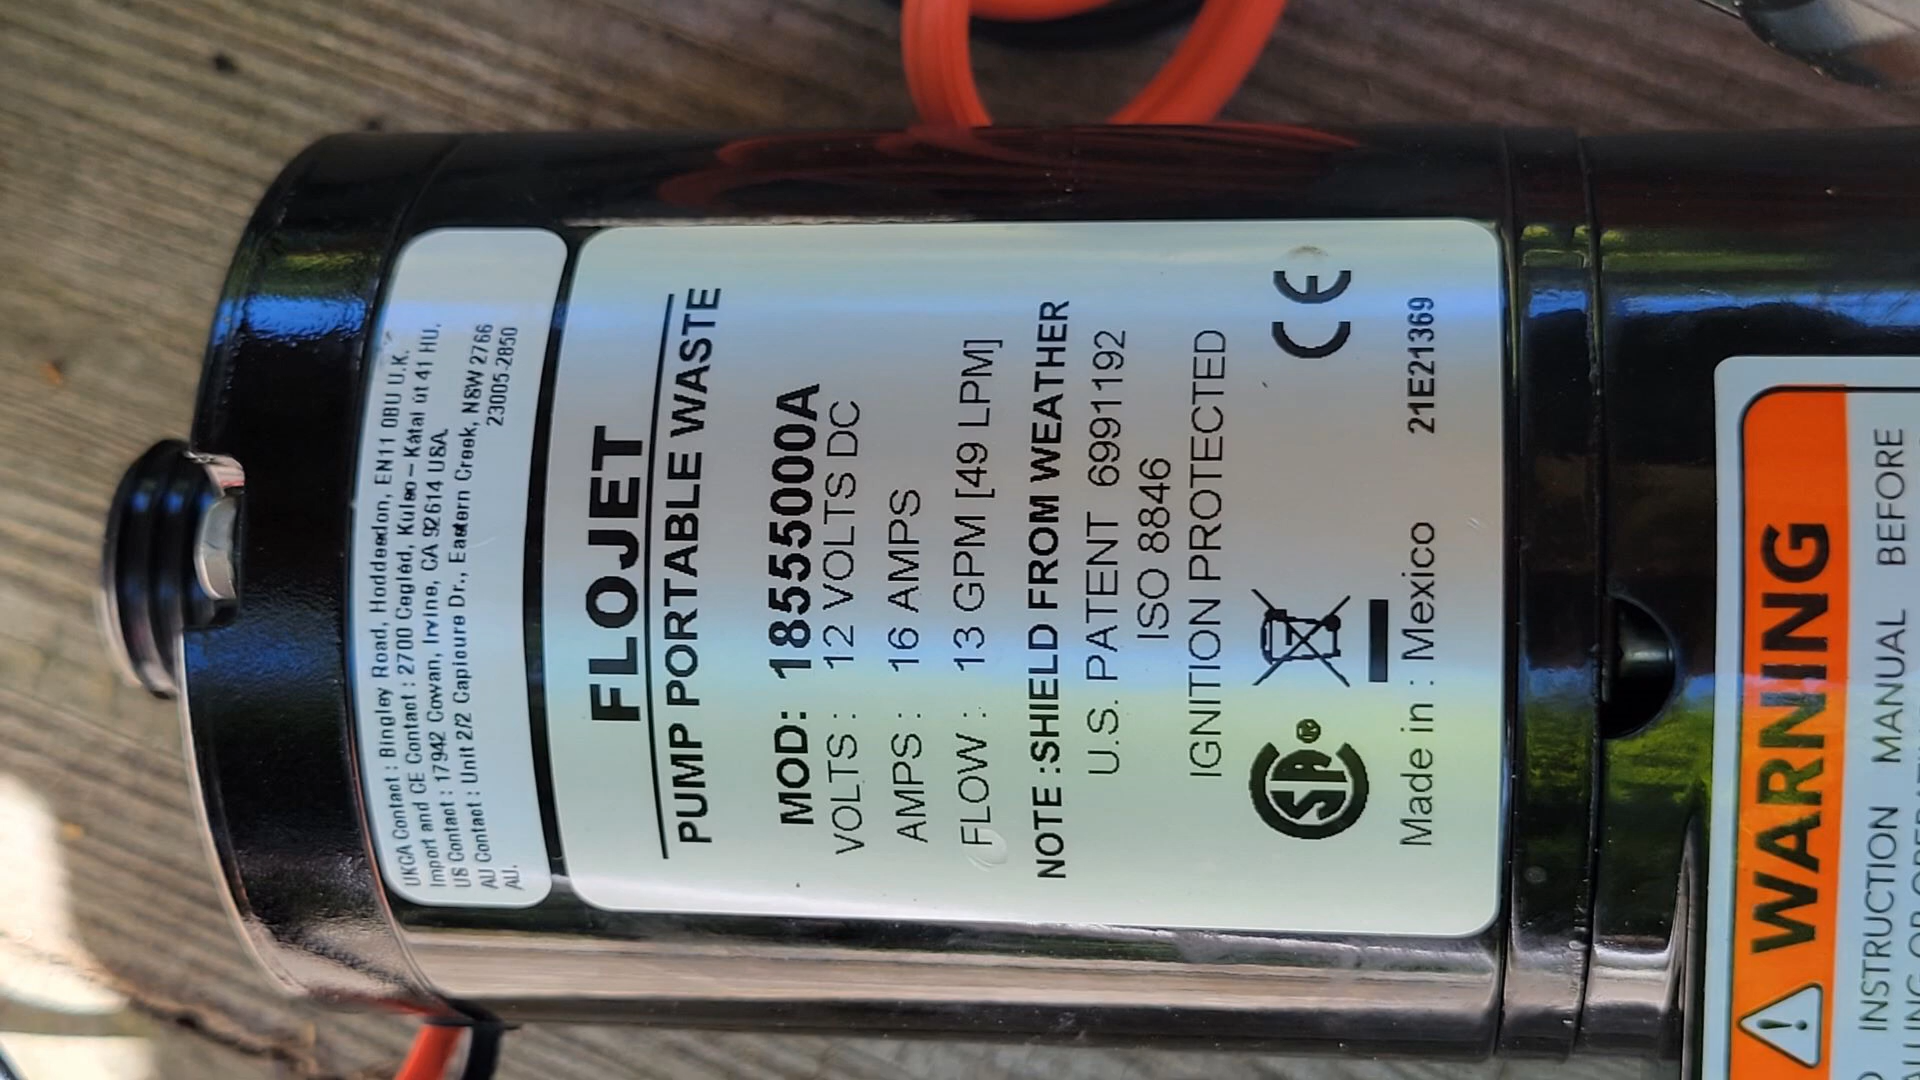 UKCA Contact : Bingley Road, Hoddesdon, EN11 0BU U.K.
Import and CE Contact : 2700 Cegléd, Külso – Kátai út 41 HU.
US Contact : 17942 Cowan, Irvine, CA 92614 USA.
AU Contact : Unit 2/2 Capicure Dr., Eastern Creek, NSW 2766
AU. 23005-2850
FLOJET
PUMP PORTABLE WASTE
MOD: 18555000A
VOLTS : 12 VOLTS DC
AMPS : 16 AMPS
FLOW : 13 GPM [49 LPM]
NOTE :SHIELD FROM WEATHER
U.S. PATENT 6991192
ISO 8846
IGNITION PROTECTED
SA® CE
Made in : Mexico 21E21369
WARNING
INSTRUCTION MANUAL BEFORE